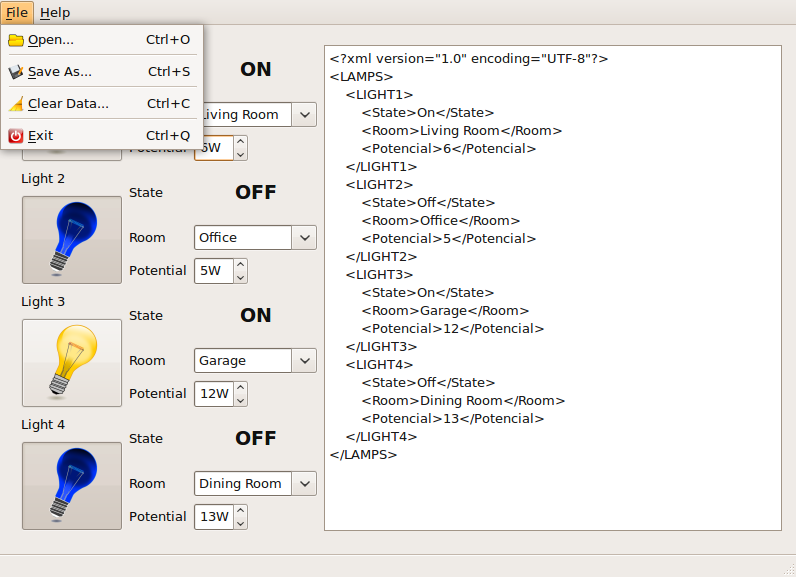 File Help
Open... Ctrl+O
Save As... Ctrl+S
Clear Data... Ctrl+C
Exit Ctrl+Q
ON
Living Room
Potential 6W
Light 2
State OFF
Room Office
Potential 5W
Light 3
State ON
Room Garage
Potential 12W
Light 4
State OFF
Room Dining Room
Potential 13W
<?xml version="1.0" encoding="UTF-8"?>
<LAMPS>
<LIGHT1>
<State>On</State>
<Room>Living Room</Room>
<Potencial>6</Potencial>
</LIGHT1>
<LIGHT2>
<State>Off</State>
<Room>Office</Room>
<Potencial>5</Potencial>
</LIGHT2>
<LIGHT3>
<State>On</State>
<Room>Garage</Room>
<Potencial>12</Potencial>
</LIGHT3>
<LIGHT4>
<State>Off</State>
<Room>Dining Room</Room>
<Potencial>13</Potencial>
</LIGHT4>
</LAMPS>